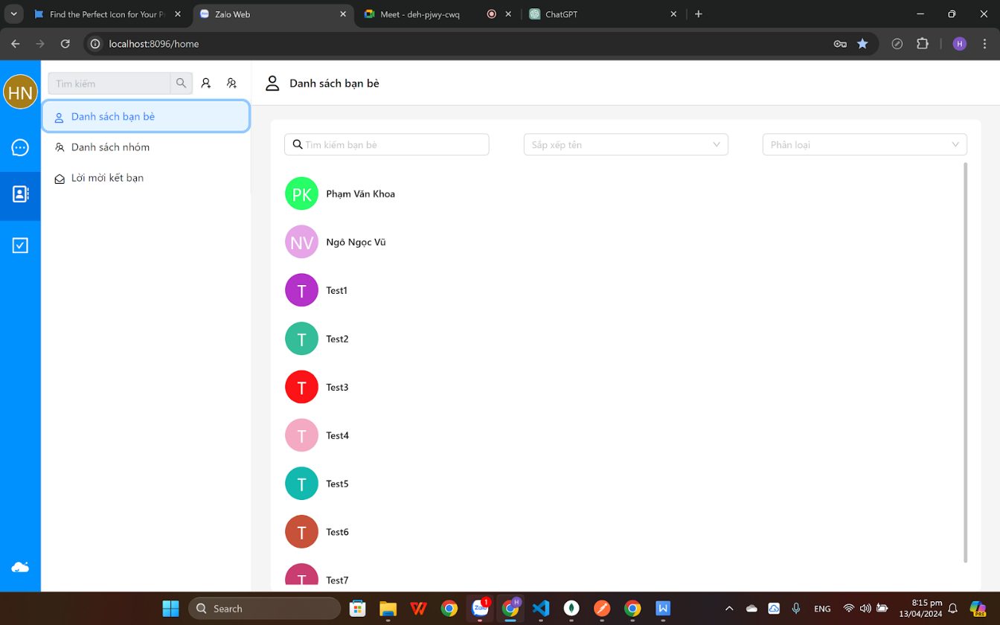 Find the Perfect Icon for Your P
Zalo Web
Meet - deh-pjwy-cwq
ChatGPT
localhost:8096/home
H
HN
Tìm kiếm
Danh sách bạn bè
Danh sách bạn bè
Danh sách nhóm
Lời mời kết bạn
Tìm kiếm bạn bè
Sắp xếp tên
Phân loại
PK
Phạm Văn Khoa
NV
Ngô Ngọc Vũ
T
Test1
T
Test2
T
Test3
T
Test4
T
Test5
T
Test6
T
Test7
Search
Zalo
1
H
W
ENG
8:15 pm
13/04/2024
PRE